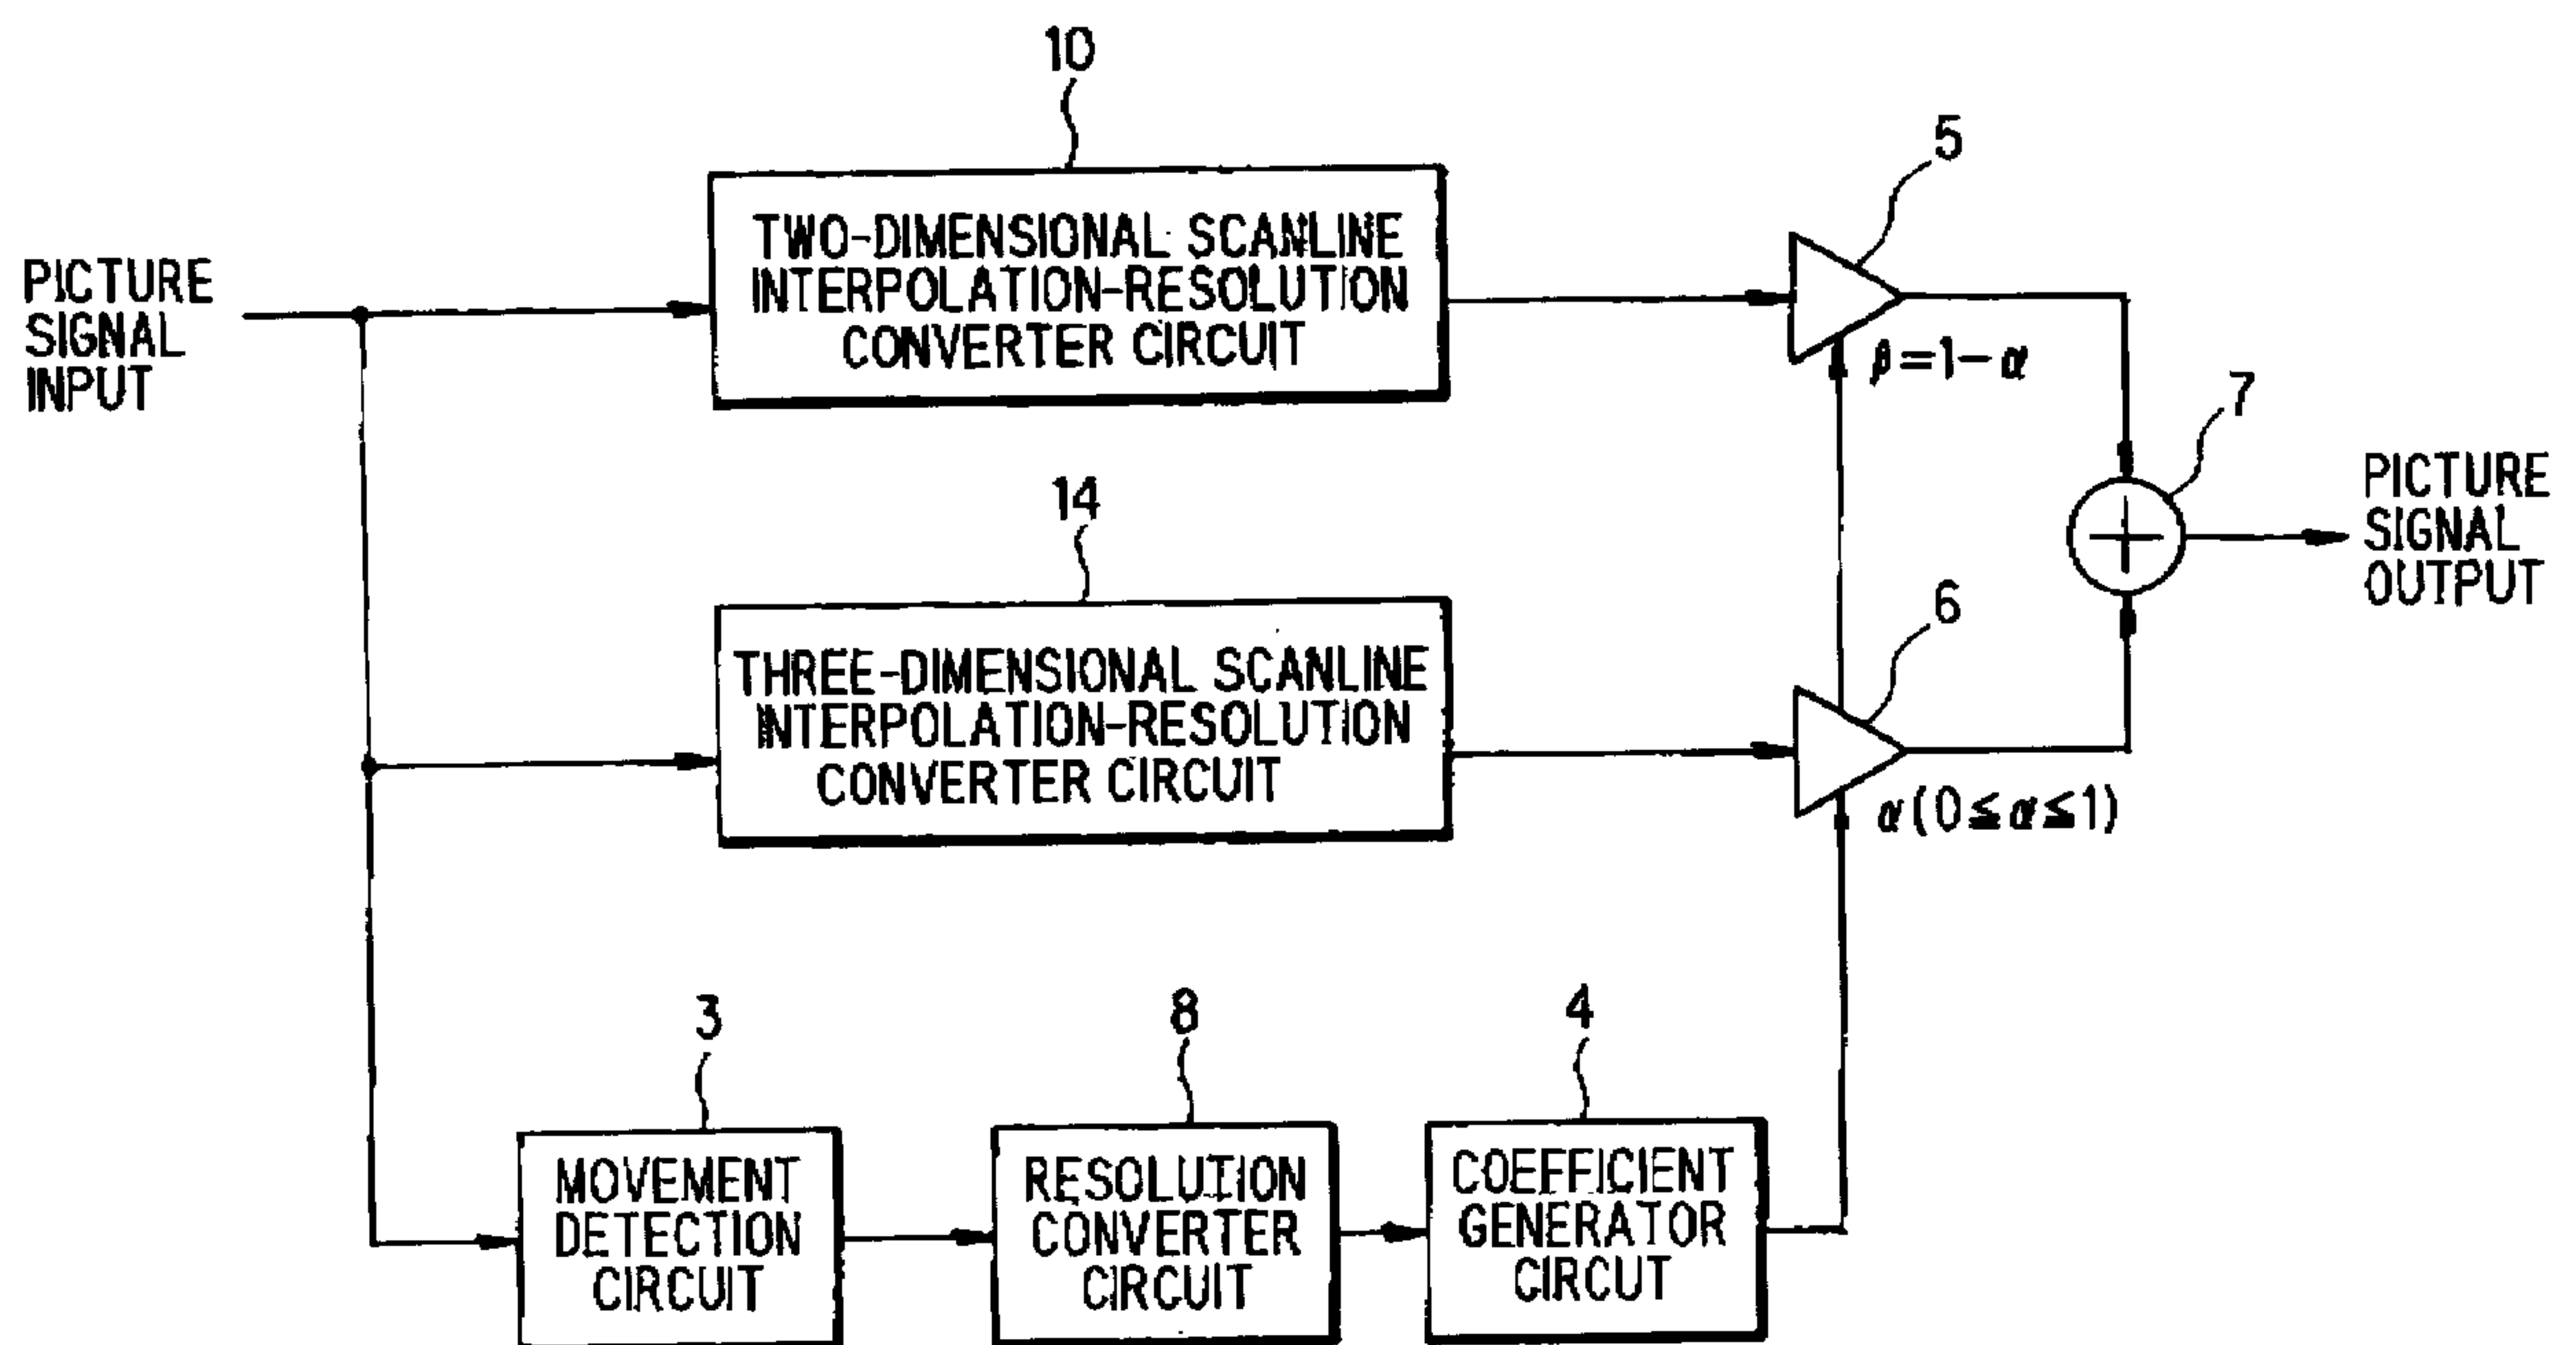 10
TWO-DIMENSIONAL SCANLINE
INTERPOLATION-RESOLUTION
CONVERTER CIRCUIT
5
β=1-α
PICTURE
SIGNAL
INPUT
7
PICTURE
SIGNAL
OUTPUT
14
THREE-DIMENSIONAL SCANLINE
INTERPOLATION-RESOLUTION
CONVERTER CIRCUIT
6
α(0≦α≦1)
3
MOVEMENT
DETECTION
CIRCUIT
8
RESOLUTION
CONVERTER
CIRCUIT
4
COEFFICIENT
GENERATOR
CIRCUT